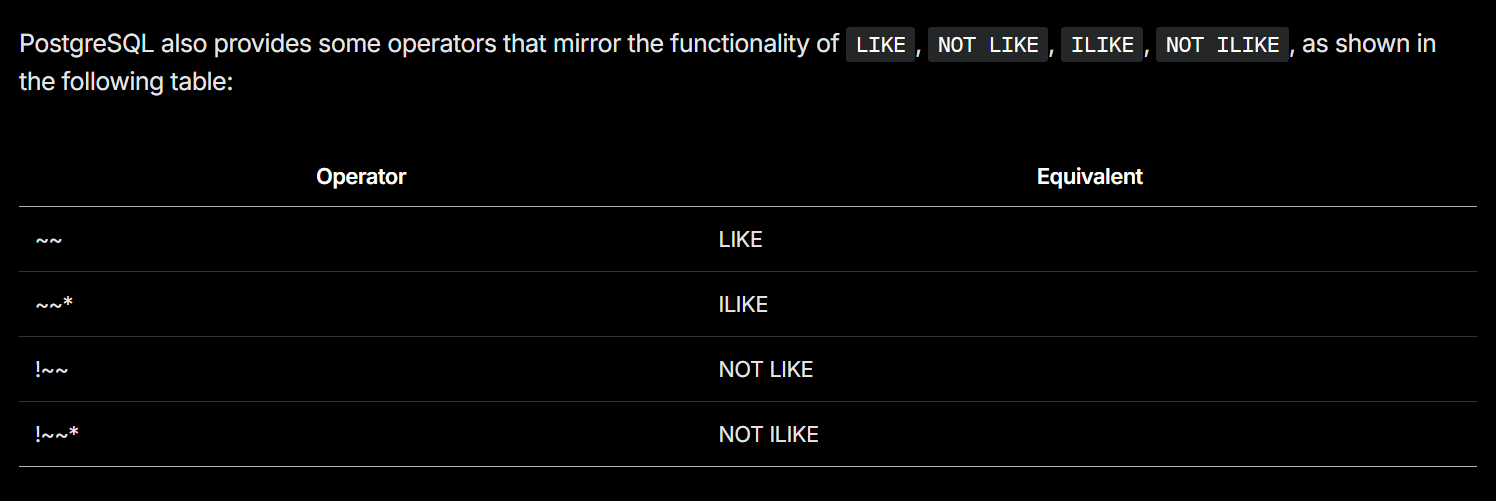 PostgreSQL also provides some operators that mirror the functionality of LIKE, NOT LIKE, ILIKE, NOT ILIKE, as shown in
the following table:
Operator Equivalent
~~ LIKE
~~* ILIKE
!~~ NOT LIKE
!~~* NOT ILIKE